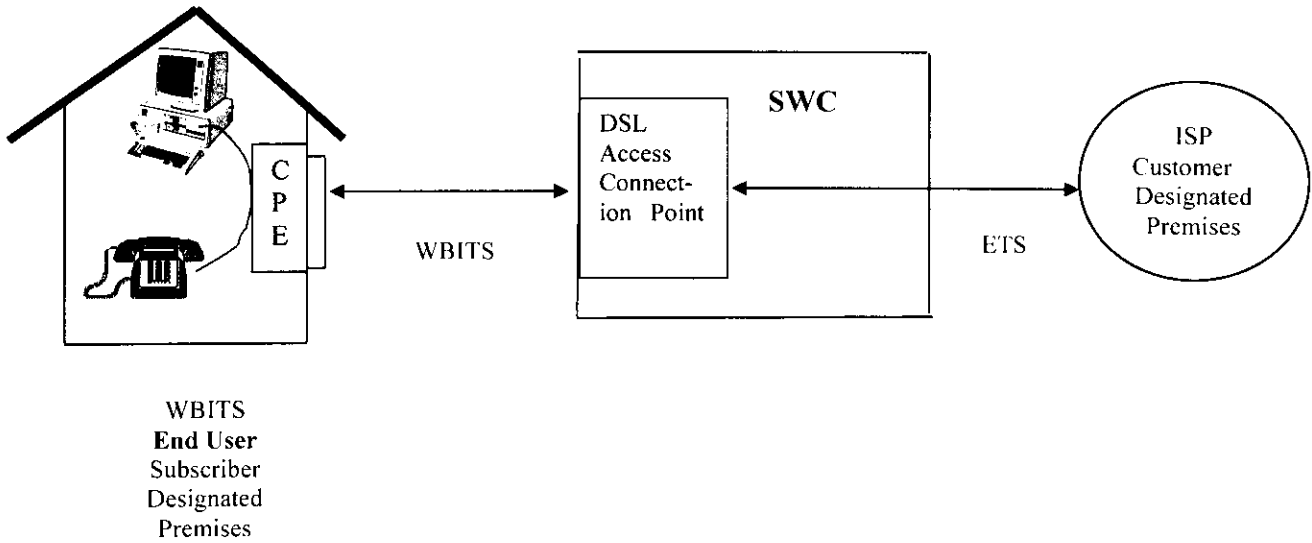 C
P
E
WBITS
SWC
DSL
Access
Connect-
ion Point
ETS
ISP
Customer
Designated
Premises
WBITS
End User
Subscriber
Designated
Premises